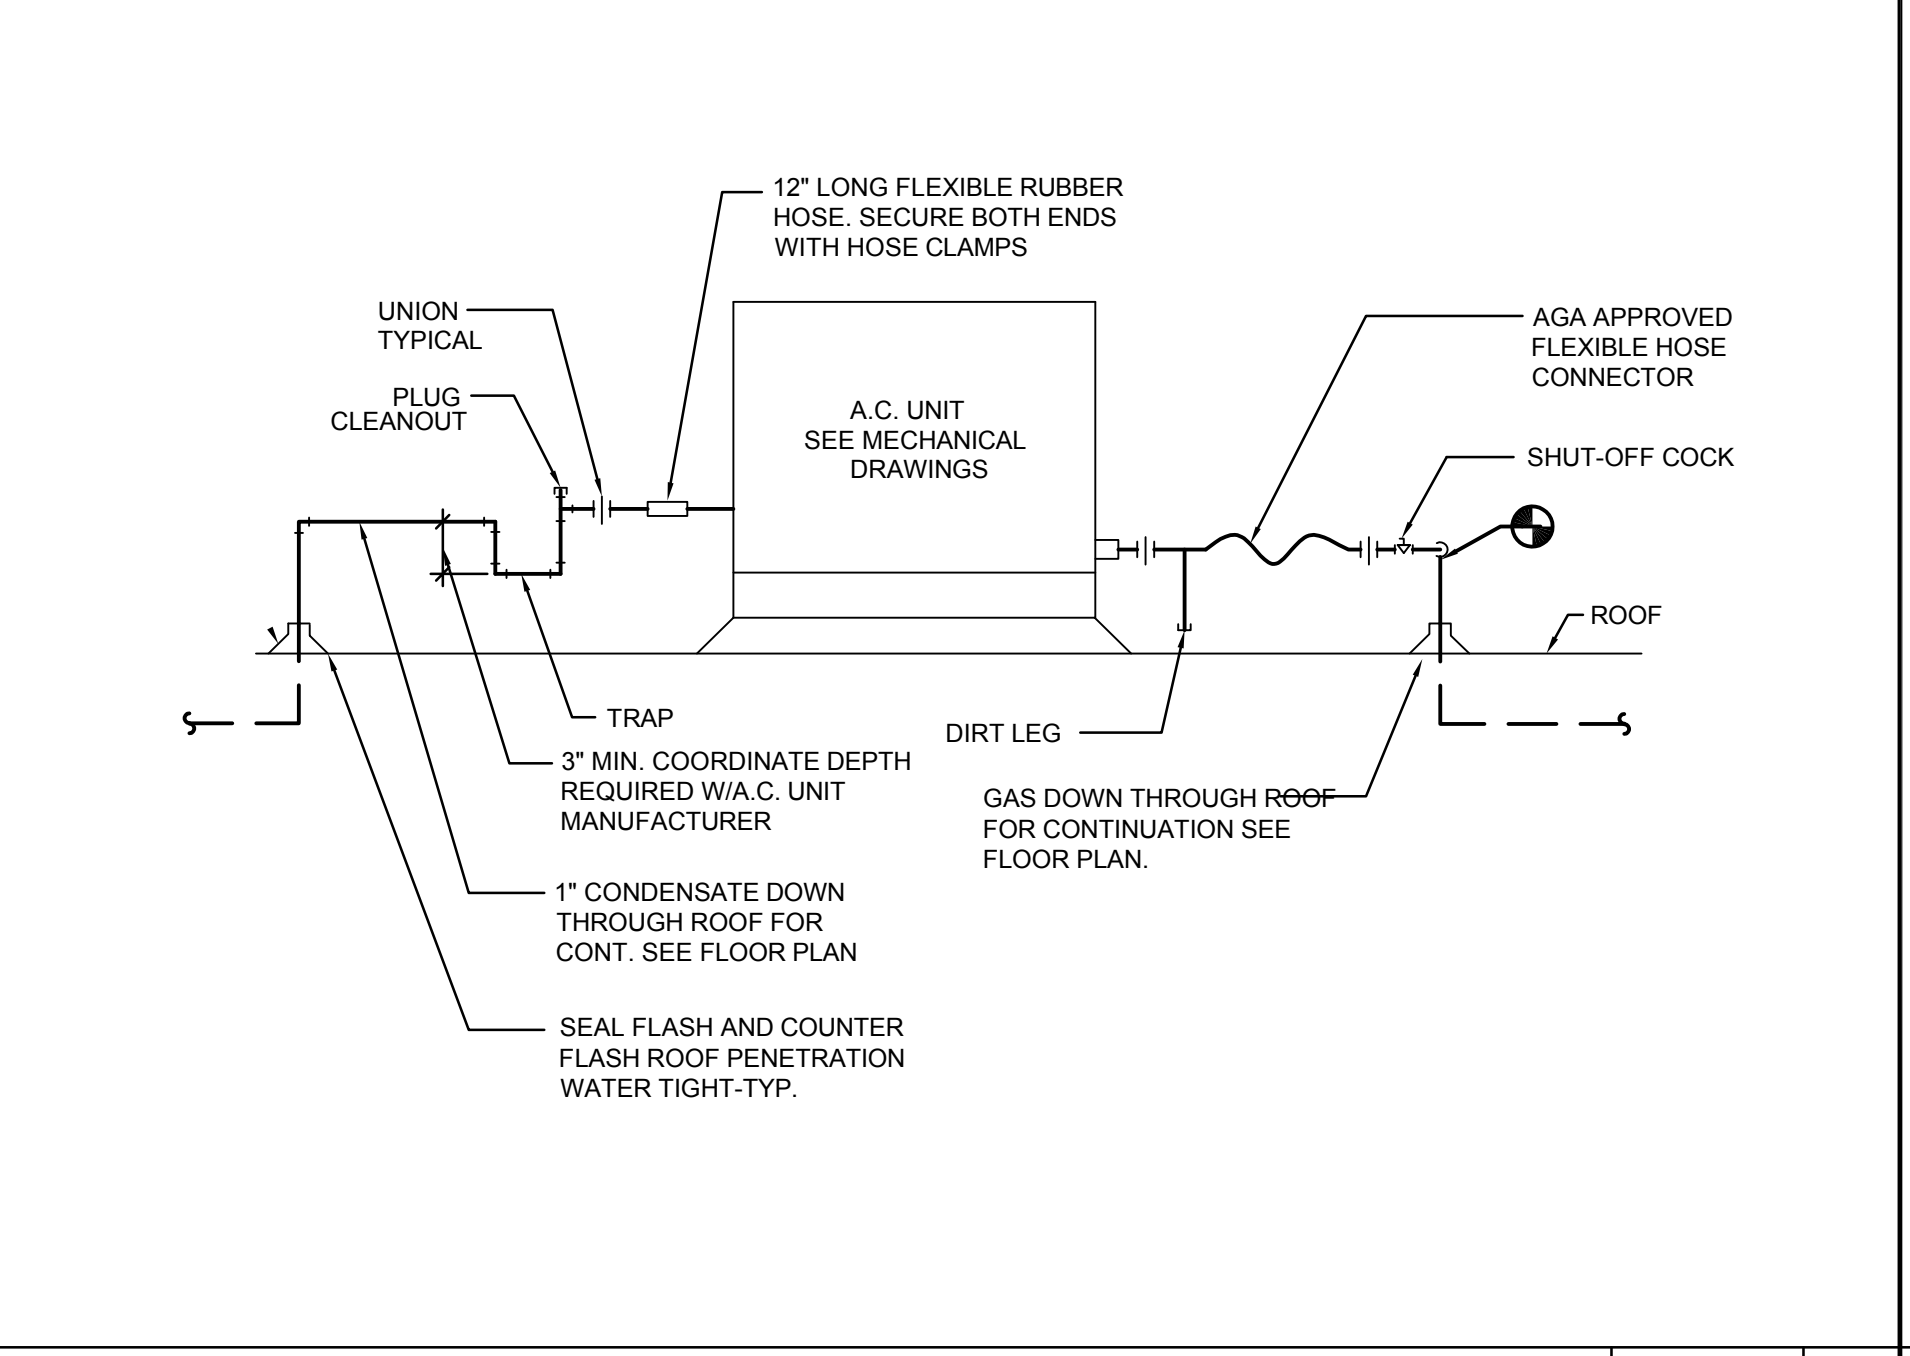 12" LONG FLEXIBLE RUBBER
HOSE. SECURE BOTH ENDS
WITH HOSE CLAMPS
UNION
TYPICAL
PLUG
CLEANOUT
A.C. UNIT
SEE MECHANICAL
DRAWINGS
AGA APPROVED
FLEXIBLE HOSE
CONNECTOR
SHUT-OFF COCK
ROOF
TRAP
3" MIN. COORDINATE DEPTH
REQUIRED W/A.C. UNIT
MANUFACTURER
DIRT LEG
GAS DOWN THROUGH ROOF
FOR CONTINUATION SEE
FLOOR PLAN.
1" CONDENSATE DOWN
THROUGH ROOF FOR
CONT. SEE FLOOR PLAN
SEAL FLASH AND COUNTER
FLASH ROOF PENETRATION
WATER TIGHT-TYP.